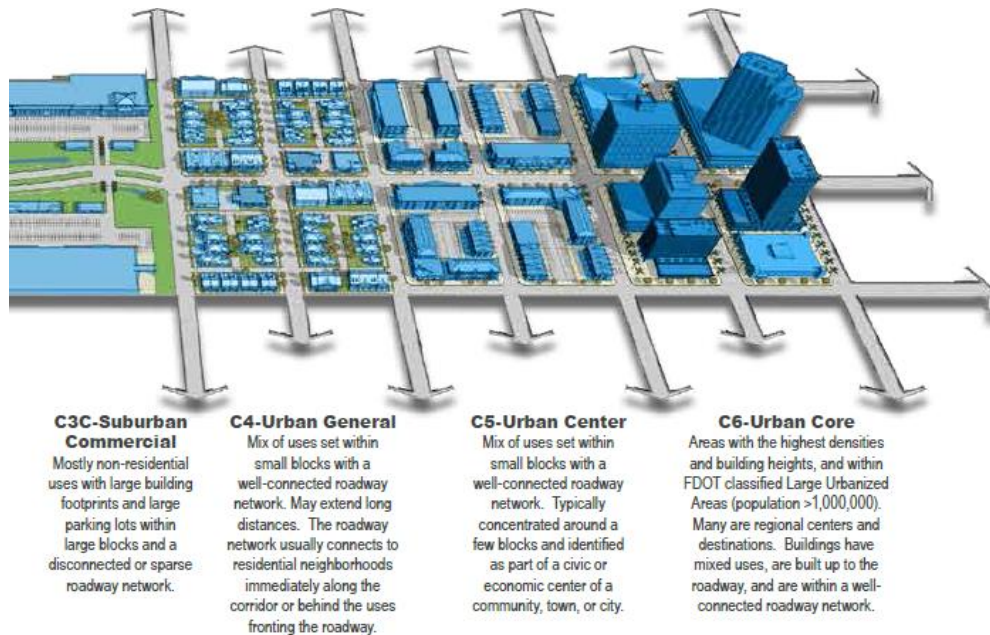 C3C-Suburban
Commercial
Mostly non-residential
uses with large building
footprints and large
parking lots within
large blocks and a
disconnected or sparse
roadway network.
C4-Urban General
Mix of uses set within
small blocks with a
well-connected roadway
network. May extend long
distances. The roadway
network usually connects to
residential neighborhoods
immediately along the
corridor or behind the uses
fronting the roadway.
C5-Urban Center
Mix of uses set within
small blocks with a
well-connected roadway
network. Typically
concentrated around a
few blocks and identified
as part of a civic or
economic center of a
community, town, or city.
C6-Urban Core
Areas with the highest densities
and building heights, and within
FDOT classified Large Urbanized
Areas (population >1,000,000).
Many are regional centers and
destinations. Buildings have
mixed uses, are built up to the
roadway, and are within a well-
connected roadway network.